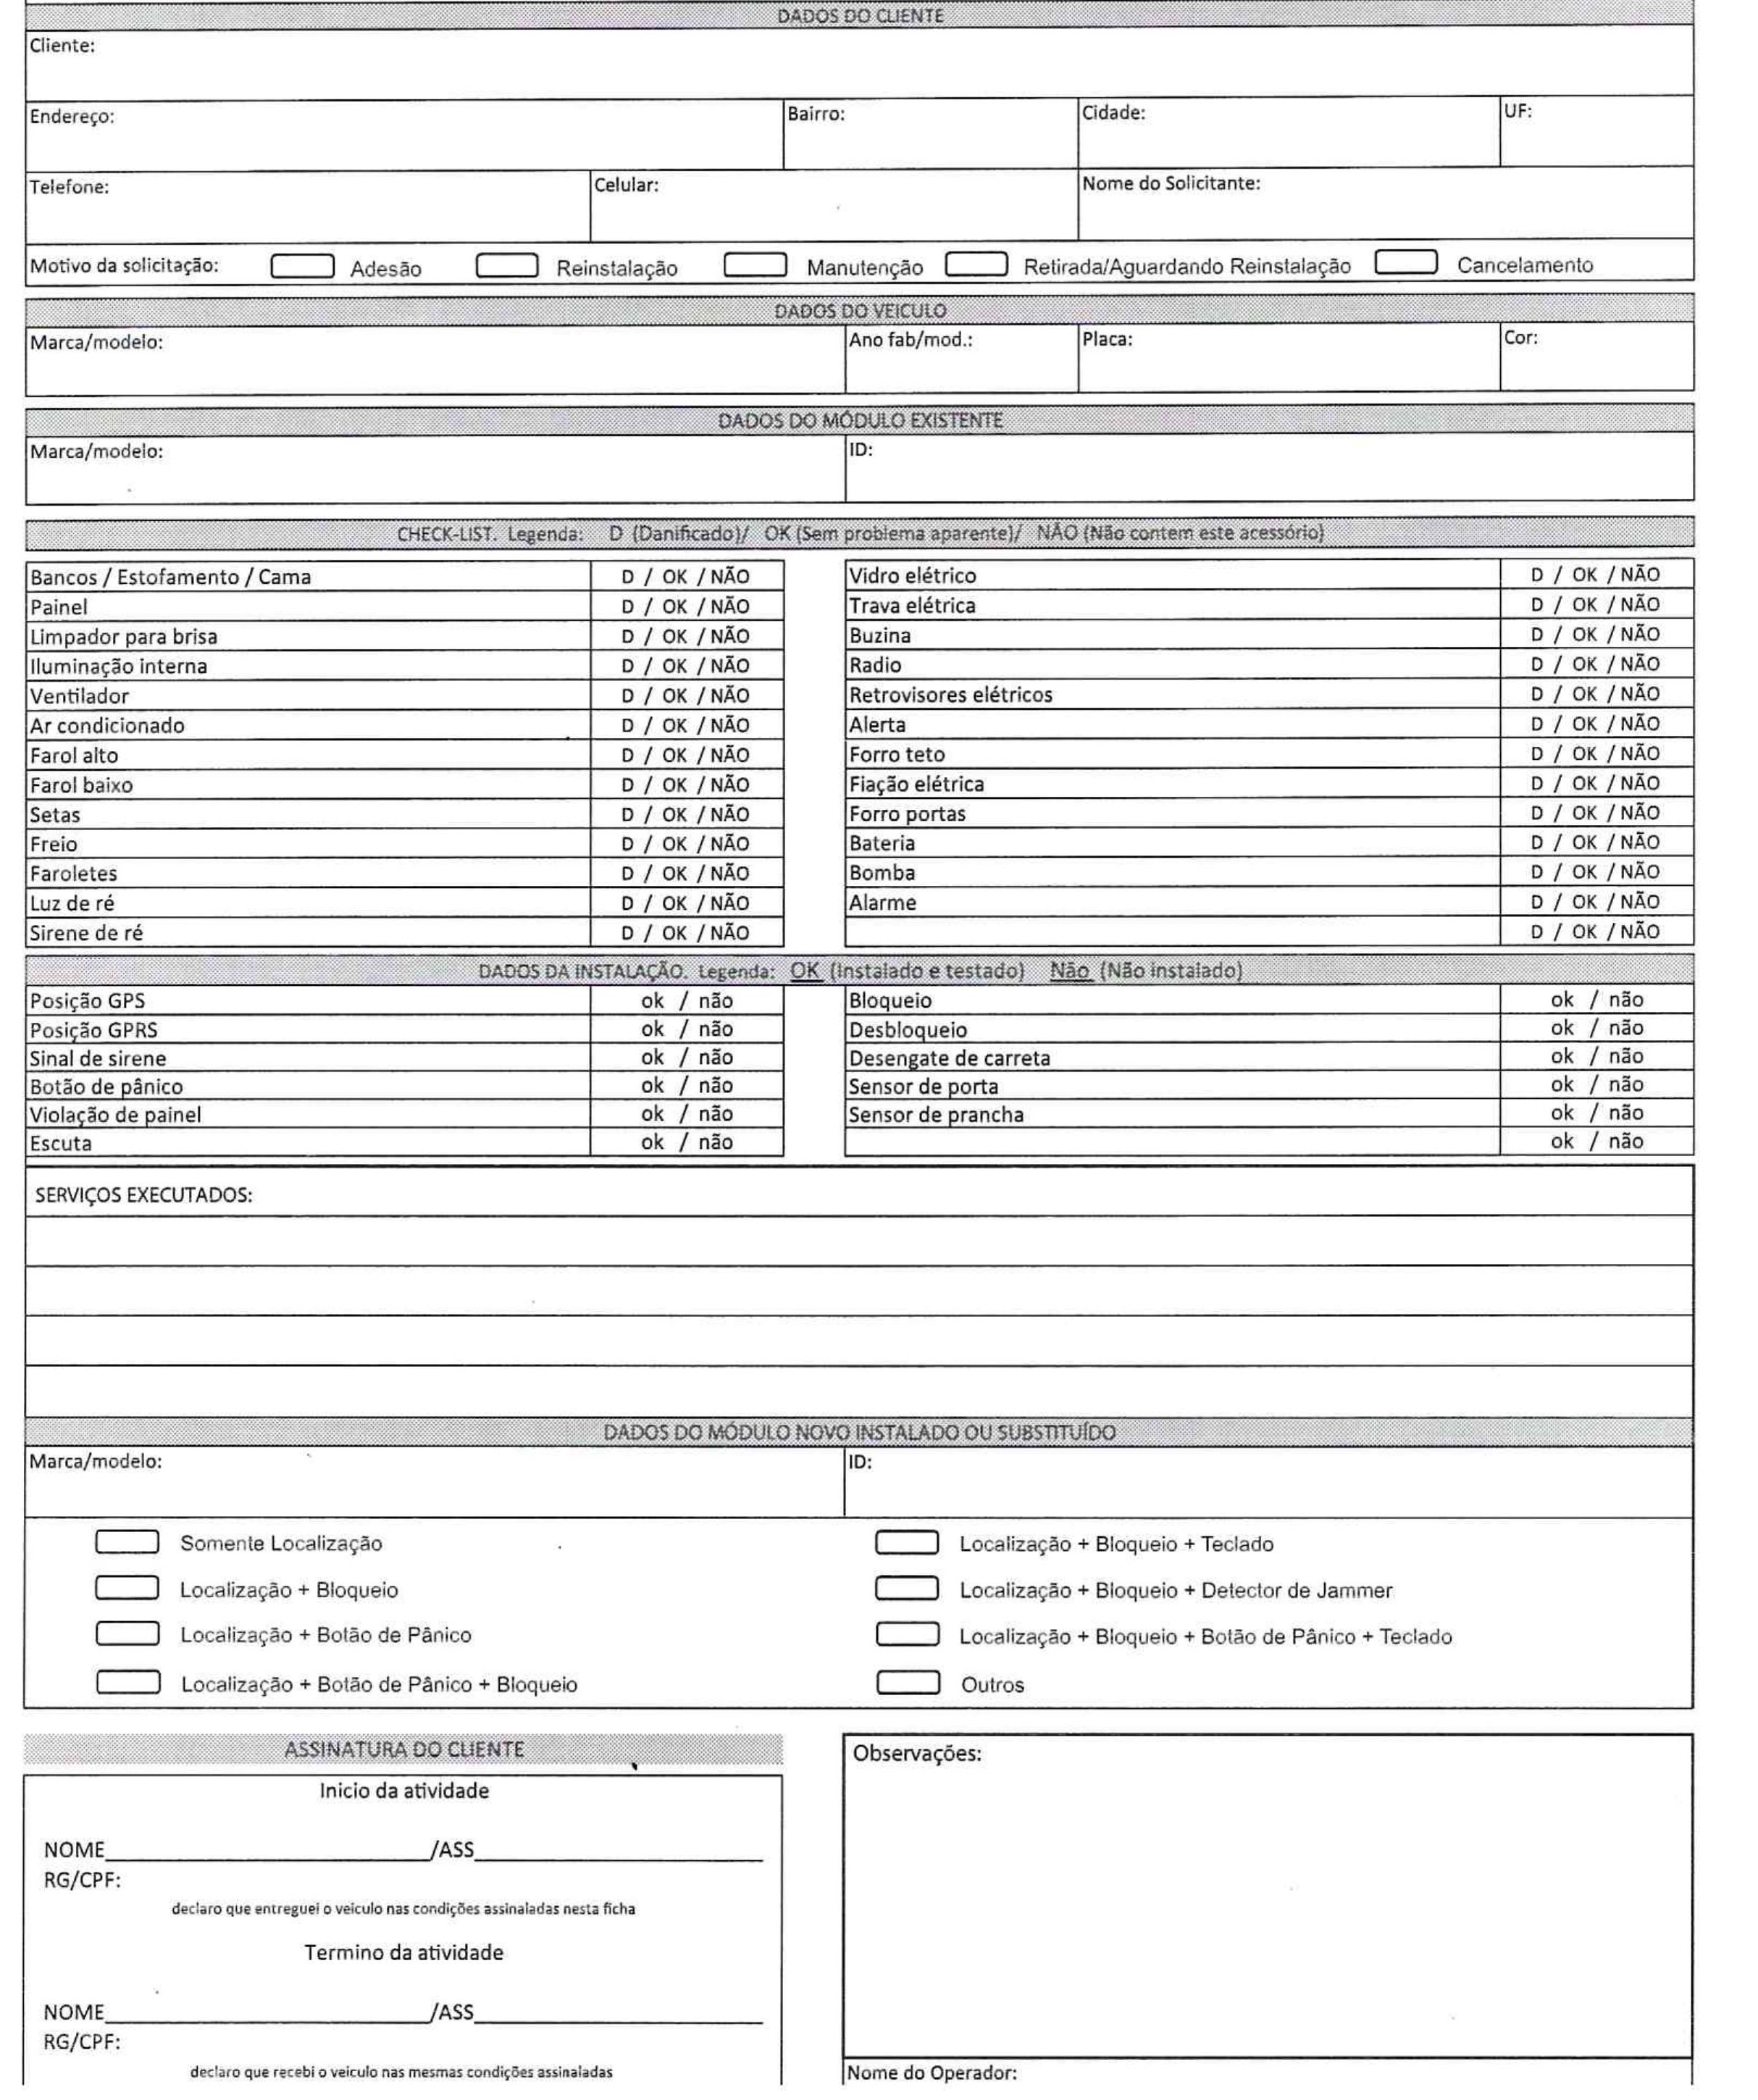 DADOS DO CLIENTE
Cliente:
Endereço: Bairro: Cidade: UF:
Telefone: Celular: Nome do Solicitante:
Motivo da solicitação: Adesão Reinstalação Manutenção Retirada/Aguardando Reinstalação Cancelamento
DADOS DO VEICULO
Marca/modelo: Ano fab/mod.: Placa: Cor:
DADOS DO MÓDULO EXISTENTE
Marca/modelo: ID:
CHECK-LIST. Legenda: D (Danificado)/ OK (Sem problema aparente)/ NÃO (Não contem este acessório)
Bancos / Estofamento / Cama D / OK / NÃO Vidro elétrico D / OK / NÃO
Painel D / OK / NÃO Trava elétrica D / OK / NÃO
Limpador para brisa D / OK / NÃO Buzina D / OK / NÃO
Iluminação interna D / OK / NÃO Radio D / OK / NÃO
Ventilador D / OK / NÃO Retrovisores elétricos D / OK / NÃO
Ar condicionado D / OK / NÃO Alerta D / OK / NÃO
Farol alto D / OK / NÃO Forro teto D / OK / NÃO
Farol baixo D / OK / NÃO Fiação elétrica D / OK / NÃO
Setas D / OK / NÃO Forro portas D / OK / NÃO
Freio D / OK / NÃO Bateria D / OK / NÃO
Faroletes D / OK / NÃO Bomba D / OK / NÃO
Luz de ré D / OK / NÃO Alarme D / OK / NÃO
Sirene de ré D / OK / NÃO D / OK / NÃO
DADOS DA INSTALAÇÃO. Legenda: OK (Instalado e testado) Não (Não instalado)
Posição GPS ok / não Bloqueio ok / não
Posição GPRS ok / não Desbloqueio ok / não
Sinal de sirene ok / não Desengate de carreta ok / não
Botão de pânico ok / não Sensor de porta ok / não
Violação de painel ok / não Sensor de prancha ok / não
Escuta ok / não ok / não
SERVIÇOS EXECUTADOS:
DADOS DO MÓDULO NOVO INSTALADO OU SUBSTITUÍDO
Marca/modelo: ID:
Somente Localização Localização + Bloqueio + Teclado
Localização + Bloqueio Localização + Bloqueio + Detector de Jammer
Localização + Botão de Pânico Localização + Bloqueio + Botão de Pânico + Teclado
Localização + Botão de Pânico + Bloqueio Outros
ASSINATURA DO CLIENTE
Inicio da atividade
NOME /ASS
RG/CPF:
declaro que entreguei o veiculo nas condições assinaladas nesta ficha
Termino da atividade
NOME /ASS
RG/CPF:
declaro que recebi o veiculo nas mesmas condições assinaladas
Observações:
Nome do Operador: